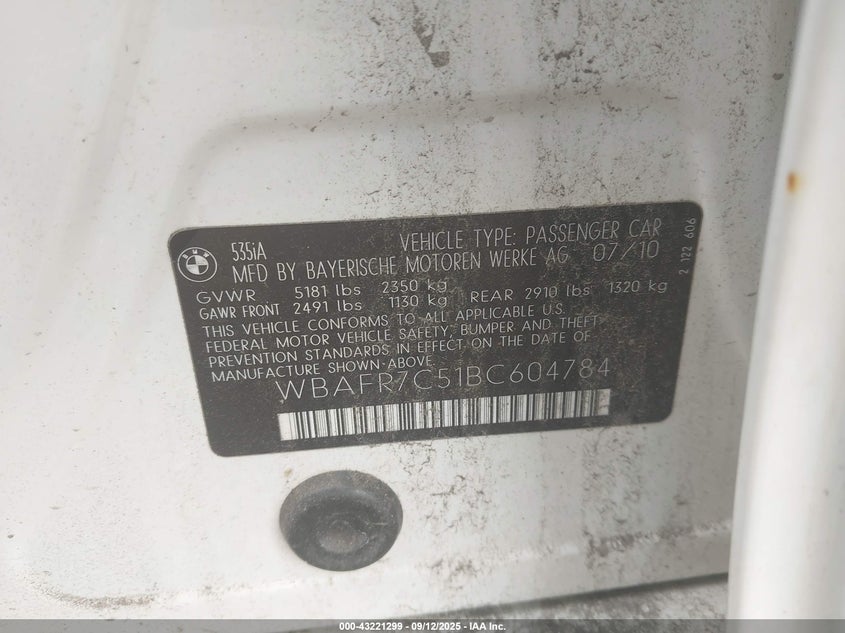 BMW
535iA
VEHICLE TYPE: PASSENGER CAR
MFD BY BAYERISCHE MOTOREN WERKE AG 07/10
GVWR 5181 lbs 2350 kg
GAWR FRONT 2491 lbs 1130 kg REAR 2910 lbs 1320 kg
THIS VEHICLE CONFORMS TO ALL APPLICABLE U.S.
FEDERAL MOTOR VEHICLE SAFETY, BUMPER AND THEFT
PREVENTION STANDARDS IN EFFECT ON THE DATE OF
MANUFACTURE SHOWN ABOVE.
WBAFR7C51BC604784
2 122 606
000-43221299 - 09/12/2025 - IAA Inc.